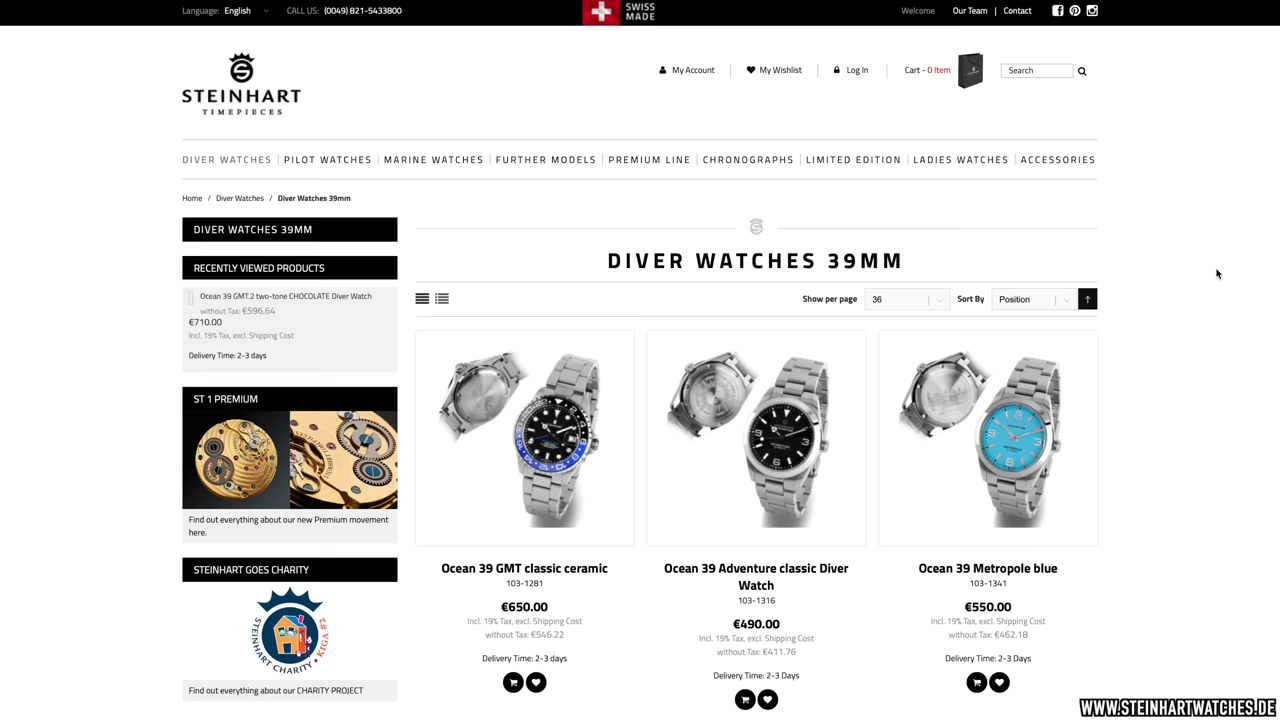 Language: English
CALL US: (0049) 821-5433800
SWISS
MADE
Welcome
Our Team | Contact
STEINHART
TIMEPIECES
My Account
My Wishlist
Log In
Cart - 0 Item
Search
DIVER WATCHES
PILOT WATCHES
MARINE WATCHES
FURTHER MODELS
PREMIUM LINE
CHRONOGRAPHS
LIMITED EDITION
LADIES WATCHES
ACCESSORIES
Home / Diver Watches / Diver Watches 39mm
DIVER WATCHES 39MM
RECENTLY VIEWED PRODUCTS
Ocean 39 GMT.2 two-tone CHOCOLATE Diver Watch
without Tax: €596.64
€710.00
Incl. 19% Tax, excl. Shipping Cost
Delivery Time: 2-3 days
ST 1 PREMIUM
Find out everything about our new Premium movement
here.
STEINHART GOES CHARITY
STEINHART CHARITY • KIGA #2
Find out everything about our CHARITY PROJECT
DIVER WATCHES 39MM
Show per page 36
Sort By Position
Ocean 39 GMT classic ceramic
103-1281
€650.00
Incl. 19% Tax, excl. Shipping Cost
without Tax: €546.22
Delivery Time: 2-3 days
Ocean 39 Adventure classic Diver
Watch
103-1316
€490.00
Incl. 19% Tax, excl. Shipping Cost
without Tax: €411.76
Delivery Time: 2-3 Days
Ocean 39 Metropole blue
103-1341
€550.00
Incl. 19% Tax, excl. Shipping Cost
without Tax: €462.18
Delivery Time: 2-3 Days
WWW.STEINHARTWATCHES.DE